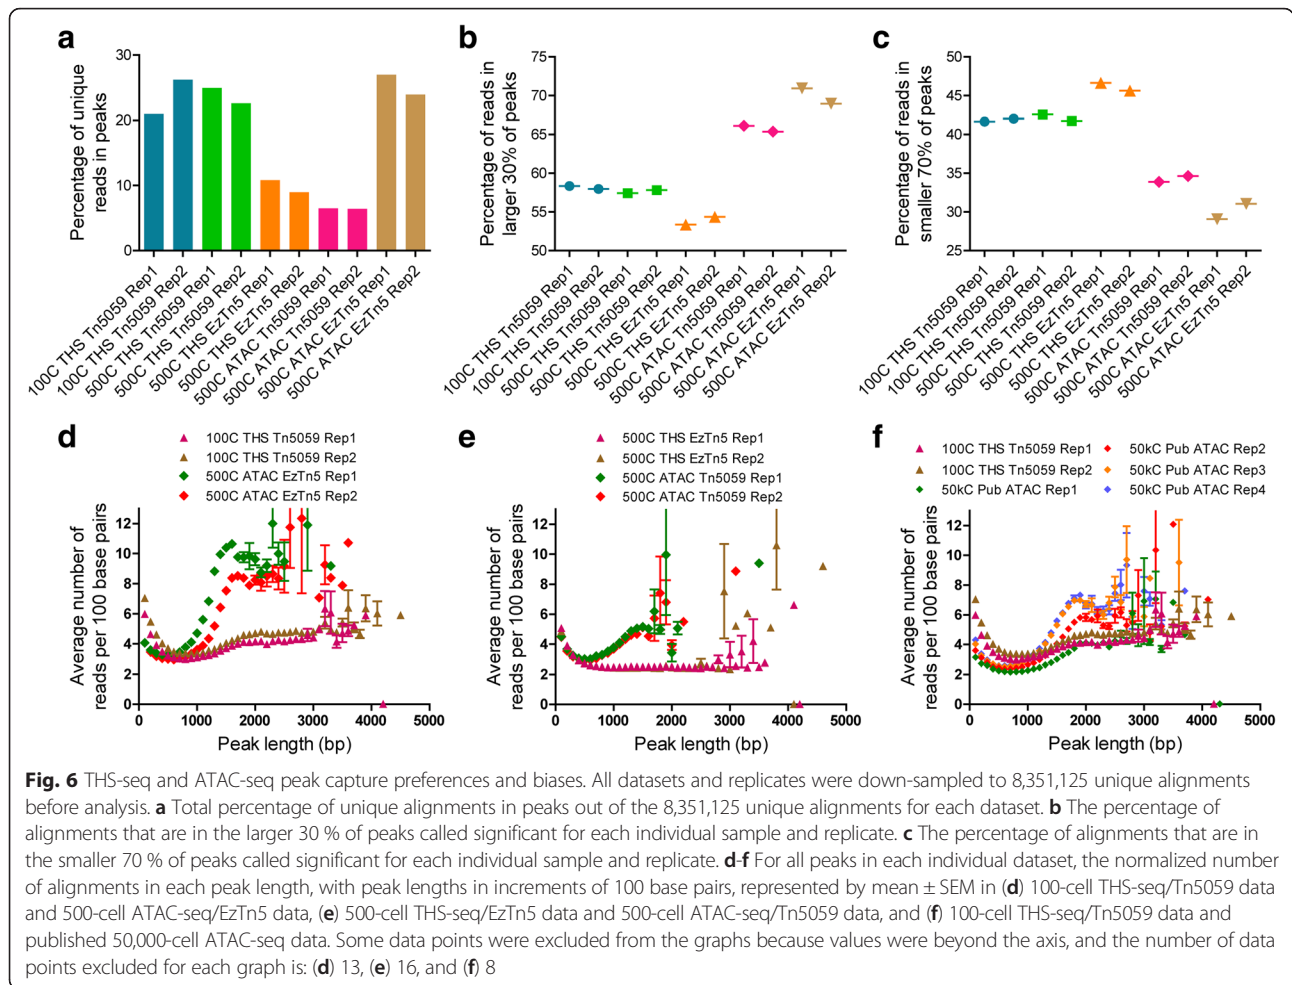 a
Percentage of unique
reads in peaks
30
20
10
0
100C THS Tn5059 Rep1
100C THS Tn5059 Rep2
500C THS Tn5059 Rep1
500C THS Tn5059 Rep2
500C THS EzTn5 Rep1
500C THS EzTn5 Rep2
500C ATAC Tn5059 Rep1
500C ATAC Tn5059 Rep2
500C ATAC EzTn5 Rep1
500C ATAC EzTn5 Rep2
b
Percentage of reads in
larger 30% of peaks
75
70
65
60
55
50
100C THS Tn5059 Rep1
100C THS Tn5059 Rep2
500C THS Tn5059 Rep1
500C THS Tn5059 Rep2
500C THS EzTn5 Rep1
500C THS EzTn5 Rep2
500C ATAC Tn5059 Rep1
500C ATAC Tn5059 Rep2
500C ATAC EzTn5 Rep1
500C ATAC EzTn5 Rep2
c
Percentage of reads in
smaller 70% of peaks
50
45
40
35
30
25
100C THS Tn5059 Rep1
100C THS Tn5059 Rep2
500C THS Tn5059 Rep1
500C THS Tn5059 Rep2
500C THS EzTn5 Rep1
500C THS EzTn5 Rep2
500C ATAC Tn5059 Rep1
500C ATAC Tn5059 Rep2
500C ATAC EzTn5 Rep1
500C ATAC EzTn5 Rep2
d
100C THS Tn5059 Rep1
100C THS Tn5059 Rep2
500C ATAC EzTn5 Rep1
500C ATAC EzTn5 Rep2
Average number of
reads per 100 base pairs
12
10
8
6
4
2
0
0 1000 2000 3000 4000 5000
Peak length (bp)
e
500C THS EzTn5 Rep1
500C THS EzTn5 Rep2
500C ATAC Tn5059 Rep1
500C ATAC Tn5059 Rep2
Average number of
reads per 100 base pairs
12
10
8
6
4
2
0
0 1000 2000 3000 4000 5000
Peak length (bp)
f
100C THS Tn5059 Rep1
100C THS Tn5059 Rep2
50kC Pub ATAC Rep1
50kC Pub ATAC Rep2
50kC Pub ATAC Rep3
50kC Pub ATAC Rep4
Average number of
reads per 100 base pairs
12
10
8
6
4
2
0
0 1000 2000 3000 4000 5000
Peak length (bp)
Fig. 6 THS-seq and ATAC-seq peak capture preferences and biases. All datasets and replicates were down-sampled to 8,351,125 unique alignments
before analysis. a Total percentage of unique alignments in peaks out of the 8,351,125 unique alignments for each dataset. b The percentage of
alignments that are in the larger 30 % of peaks called significant for each individual sample and replicate. c The percentage of alignments that are in
the smaller 70 % of peaks called significant for each individual sample and replicate. d-f For all peaks in each individual dataset, the normalized number
of alignments in each peak length, with peak lengths in increments of 100 base pairs, represented by mean ± SEM in (d) 100-cell THS-seq/Tn5059 data
and 500-cell ATAC-seq/EzTn5 data, (e) 500-cell THS-seq/EzTn5 data and 500-cell ATAC-seq/Tn5059 data, and (f) 100-cell THS-seq/Tn5059 data and
published 50,000-cell ATAC-seq data. Some data points were excluded from the graphs because values were beyond the axis, and the number of data
points excluded for each graph is: (d) 13, (e) 16, and (f) 8